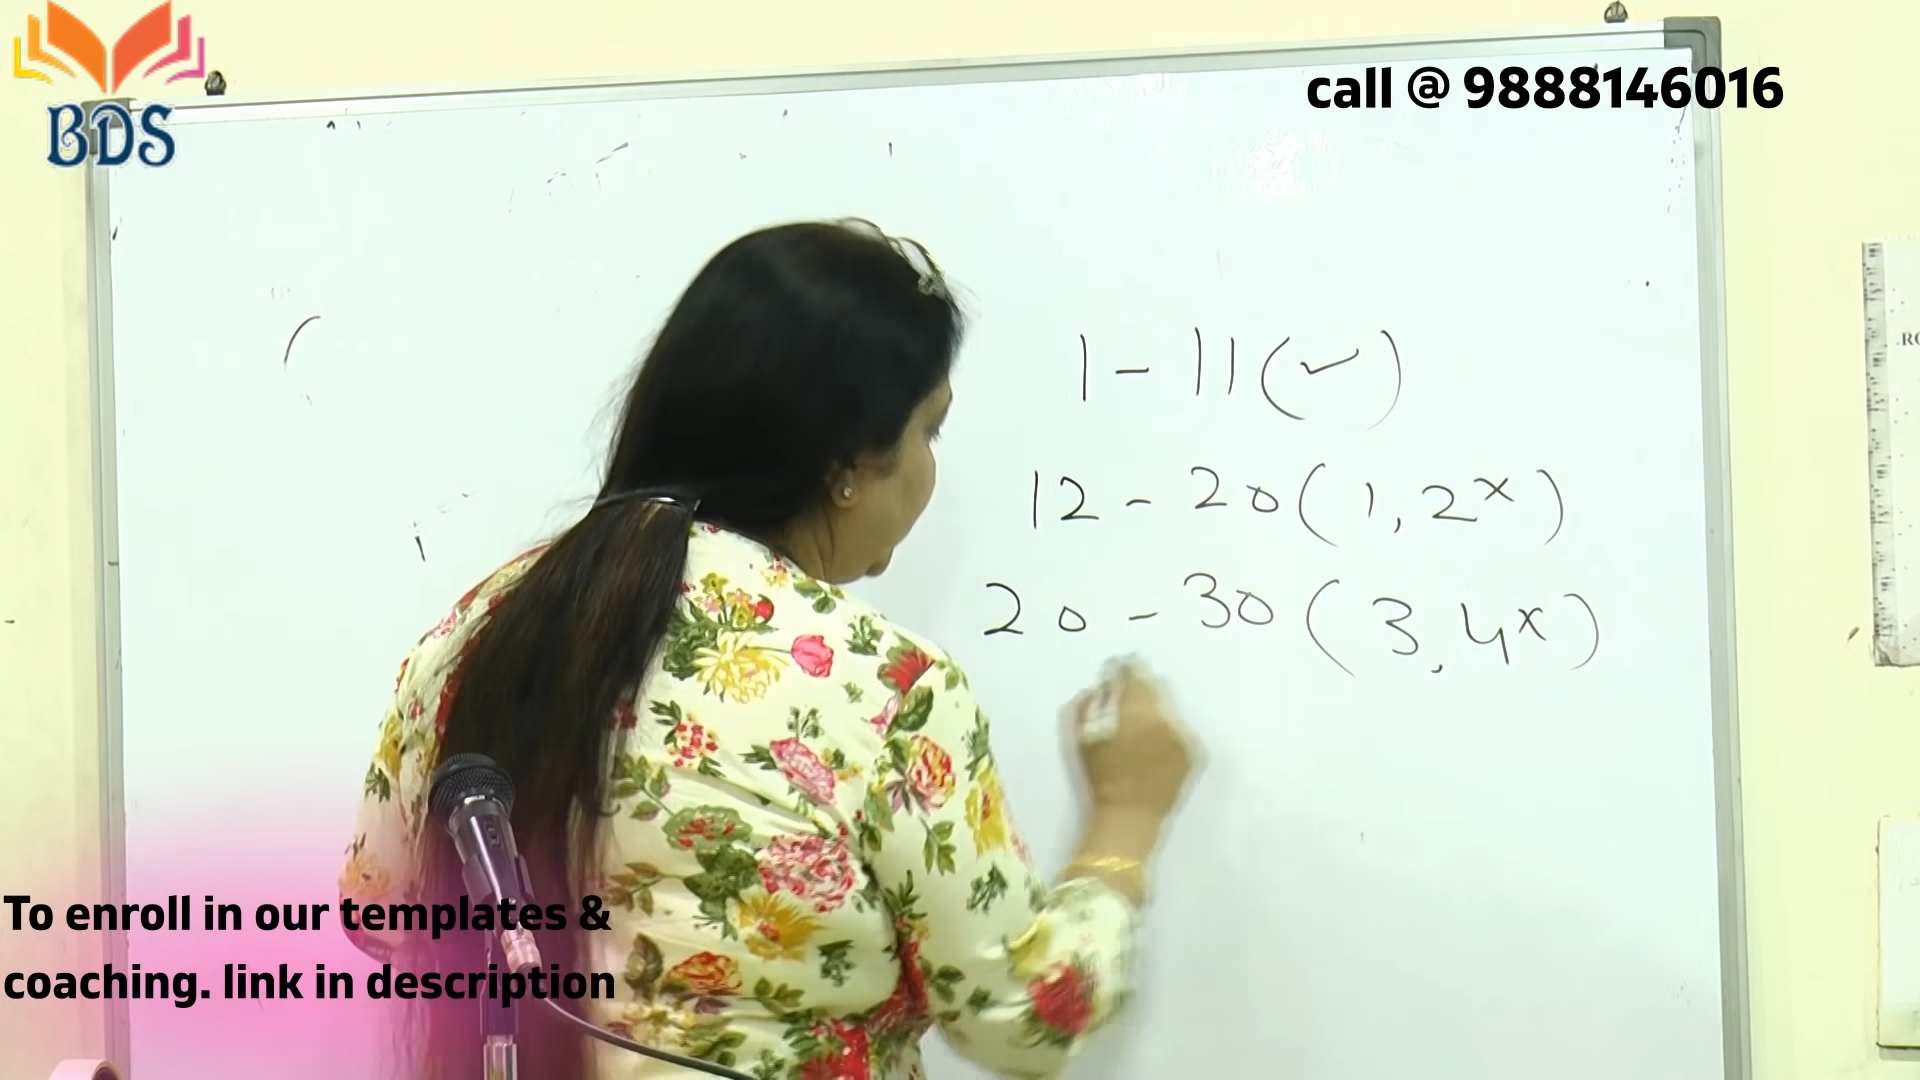 BDS
call @ 9888146016
1 - 11 (✓)
12 - 20 (1, 2x)
20 - 30 (3, 4x)
To enroll in our templates &
coaching. link in description